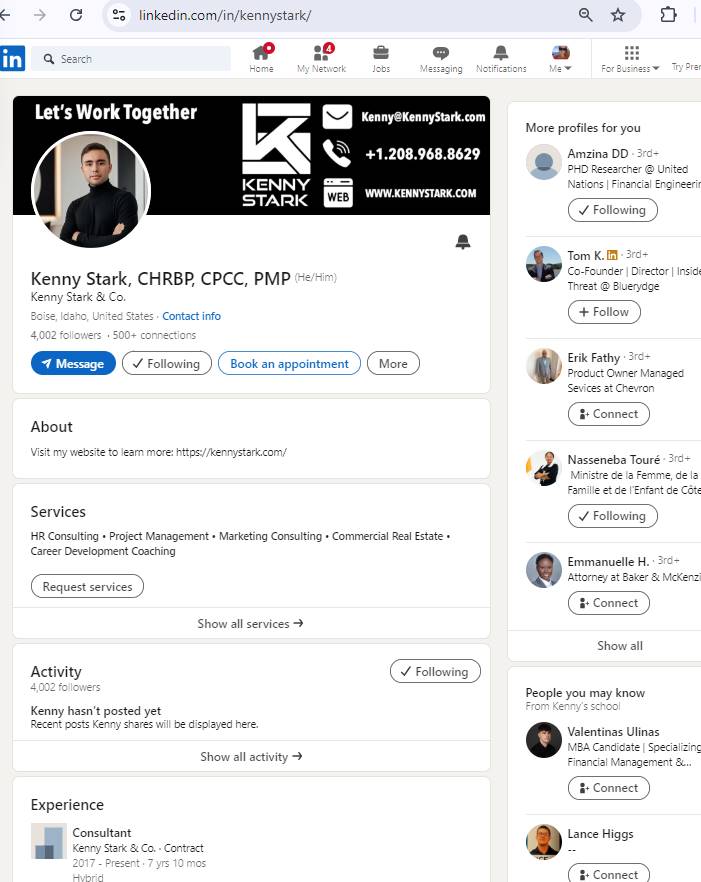 linkedin.com/in/kennystark/
in
Search
Home
4
My Network
Jobs
Messaging
Notifications
Me
For Business
Let's Work Together
KENNY
STARK
Kenny@KennyStark.com
+1.208.968.8629
WEB
WWW.KENNYSTARK.COM
Kenny Stark, CHRBP, CPCC, PMP (He/Him)
Kenny Stark & Co.
Boise, Idaho, United States · Contact info
4,002 followers · 500+ connections
Message
Following
Book an appointment
More
About
Visit my website to learn more: https://kennystark.com/
Services
HR Consulting • Project Management • Marketing Consulting • Commercial Real Estate •
Career Development Coaching
Request services
Show all services →
Activity
4,002 followers
Following
Kenny hasn't posted yet
Recent posts Kenny shares will be displayed here.
Show all activity →
Experience
Consultant
Kenny Stark & Co. · Contract
2017 - Present · 7 yrs 10 mos
Hybrid
Try Pre
More profiles for you
Amzina DD · 3rd+
PHD Researcher @ United
Nations | Financial Engineerin
Following
Tom K. in · 3rd+
Co-Founder | Director | Inside
Threat @ Bluerydge
+ Follow
Erik Fathy · 3rd+
Product Owner Managed
Sevices at Chevron
Connect
Nasseneba Touré · 3rd+
Ministre de la Femme, de la
Famille et de l'Enfant de Côte
Following
Emmanuelle H. · 3rd+
Attorney at Baker & McKenzi
Connect
Show all
People you may know
From Kenny's school
Valentinas Ulinas
MBA Candidate | Specializing
Financial Management &...
Connect
Lance Higgs
--
Connect